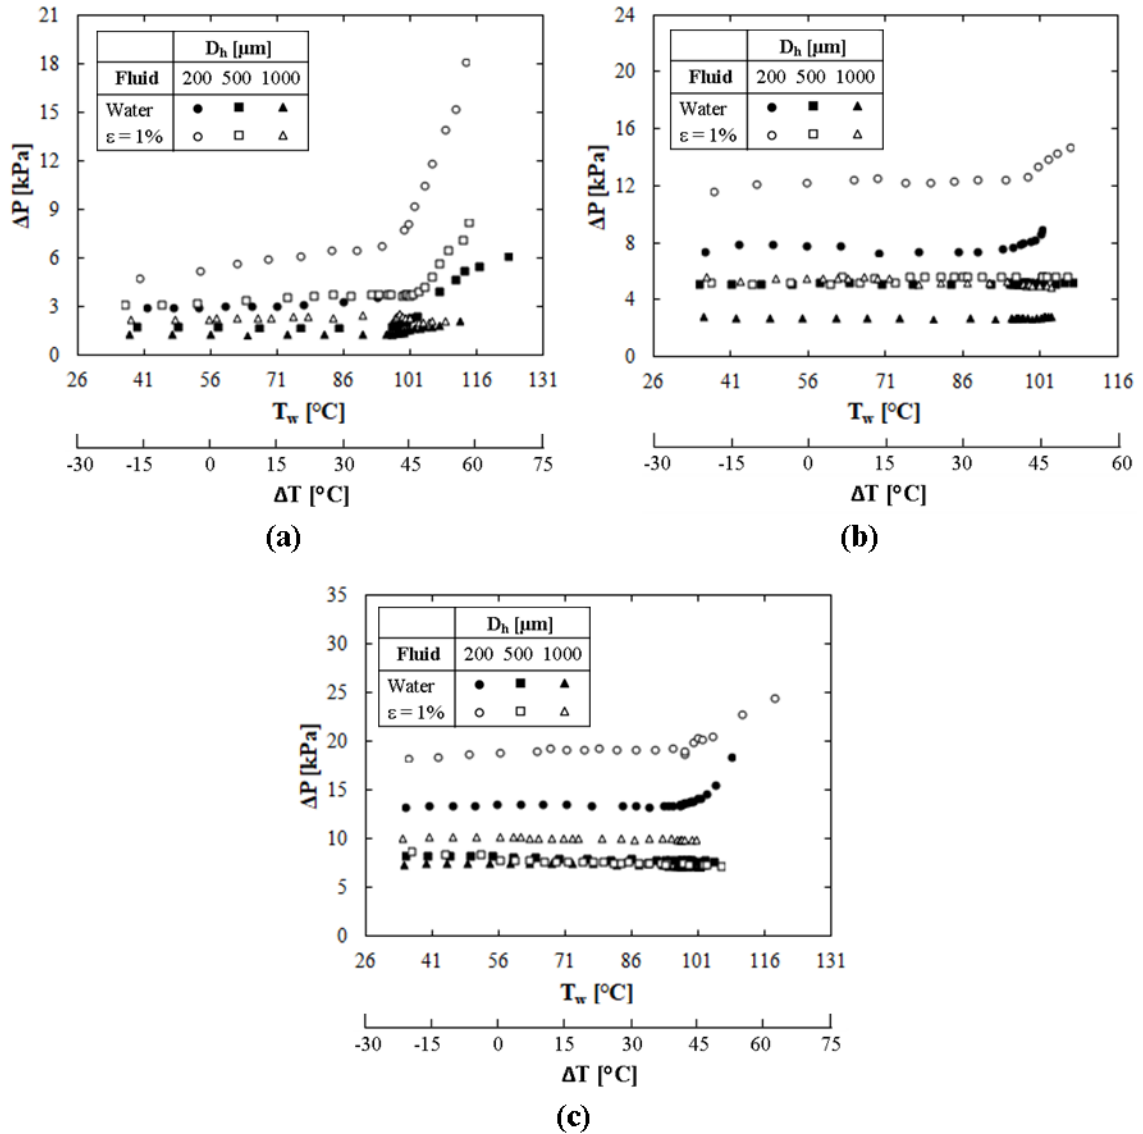 21
18
15
12
9
6
3
0
ΔP [kPa]
Dₕ [μm]
Fluid 200 500 1000
Water
ε = 1%
26 41 56 71 86 101 116 131
T_w [°C]
-30 -15 0 15 30 45 60 75
ΔT [°C]
(a)
24
20
16
12
8
4
0
ΔP [kPa]
Dₕ [μm]
Fluid 200 500 1000
Water
ε = 1%
26 41 56 71 86 101 116
T_w [°C]
-30 -15 0 15 30 45 60
ΔT [°C]
(b)
35
30
25
20
15
10
5
0
ΔP [kPa]
Dₕ [μm]
Fluid 200 500 1000
Water
ε = 1%
26 41 56 71 86 101 116 131
T_w [°C]
-30 -15 0 15 30 45 60 75
ΔT [°C]
(c)